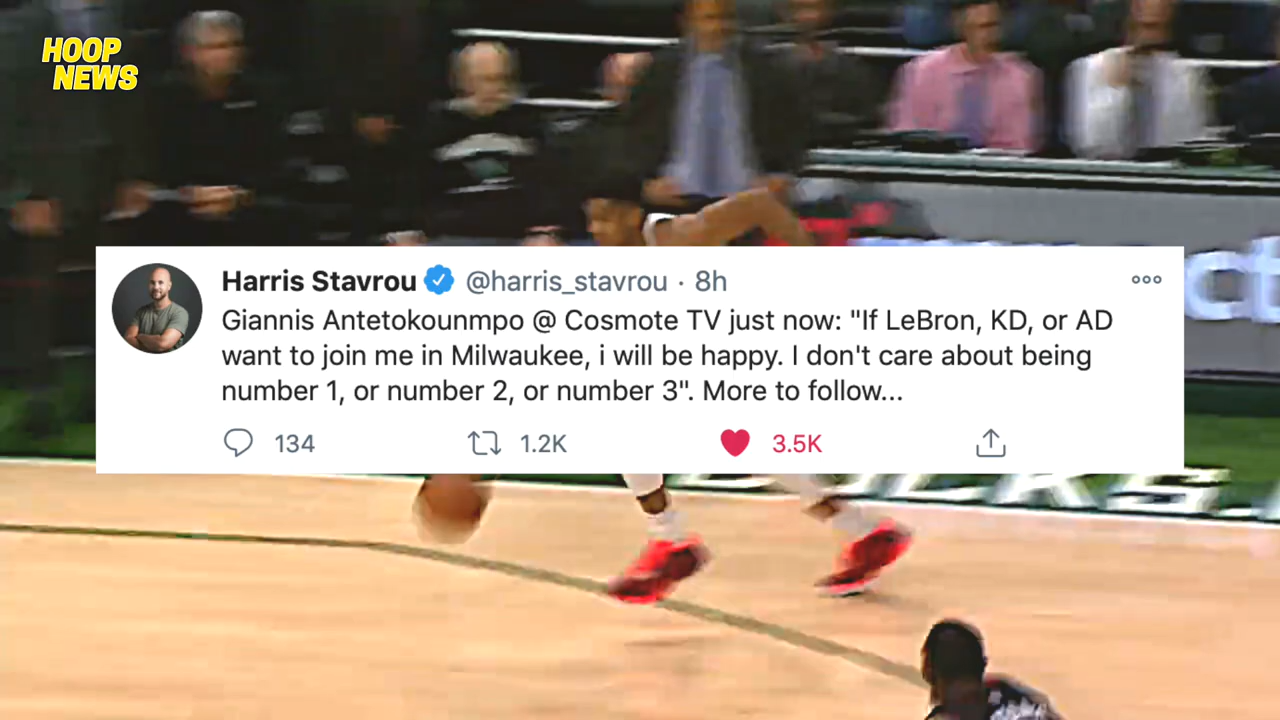 HOOP
NEWS
Harris Stavrou @harris_stavrou · 8h
Giannis Antetokounmpo @ Cosmote TV just now: "If LeBron, KD, or AD
want to join me in Milwaukee, i will be happy. I don't care about being
number 1, or number 2, or number 3". More to follow...
134 1.2K 3.5K